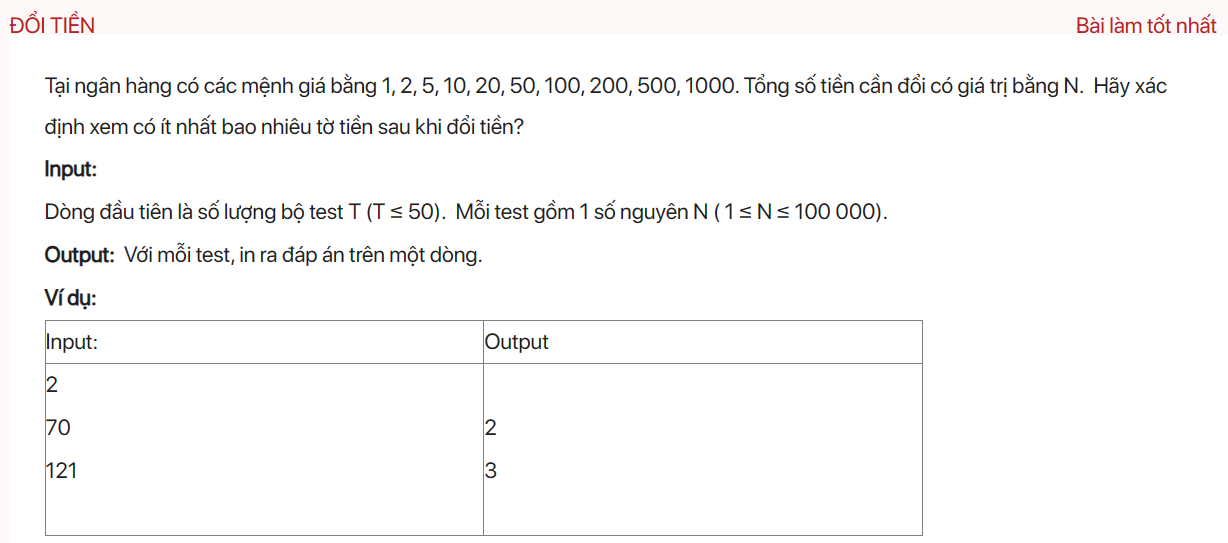 ĐỔI TIỀN
Bài làm tốt nhất
Tại ngân hàng có các mệnh giá bằng 1, 2, 5, 10, 20, 50, 100, 200, 500, 1000. Tổng số tiền cần đổi có giá trị bằng N. Hãy xác
định xem có ít nhất bao nhiêu tờ tiền sau khi đổi tiền?
Input:
Dòng đầu tiên là số lượng bộ test T (T ≤ 50). Mỗi test gồm 1 số nguyên N ( 1 ≤ N ≤ 100 000).
Output: Với mỗi test, in ra đáp án trên một dòng.
Ví dụ:
Input: Output
2
70 2
121 3